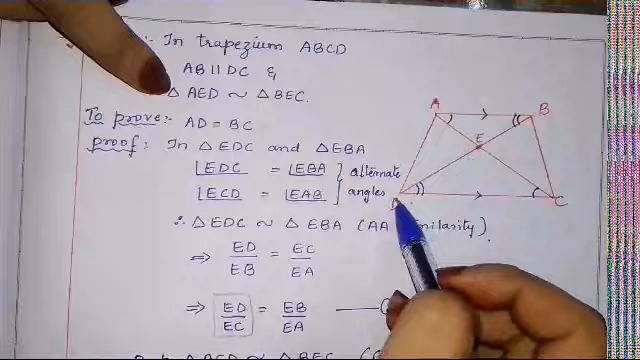 :- In trapezium ABCD
AB || DC &
△ AED ~ △ BEC.
To prove:- AD = BC
proof: In △ EDC and △ EBA
∠EDC = ∠EBA } alternate
∠ECD = ∠EAB } angles
∴ △ EDC ~ △ EBA (AA similarity).
⇒ ED/EB = EC/EA
⇒ ED/EC = EB/EA
A B
E
C